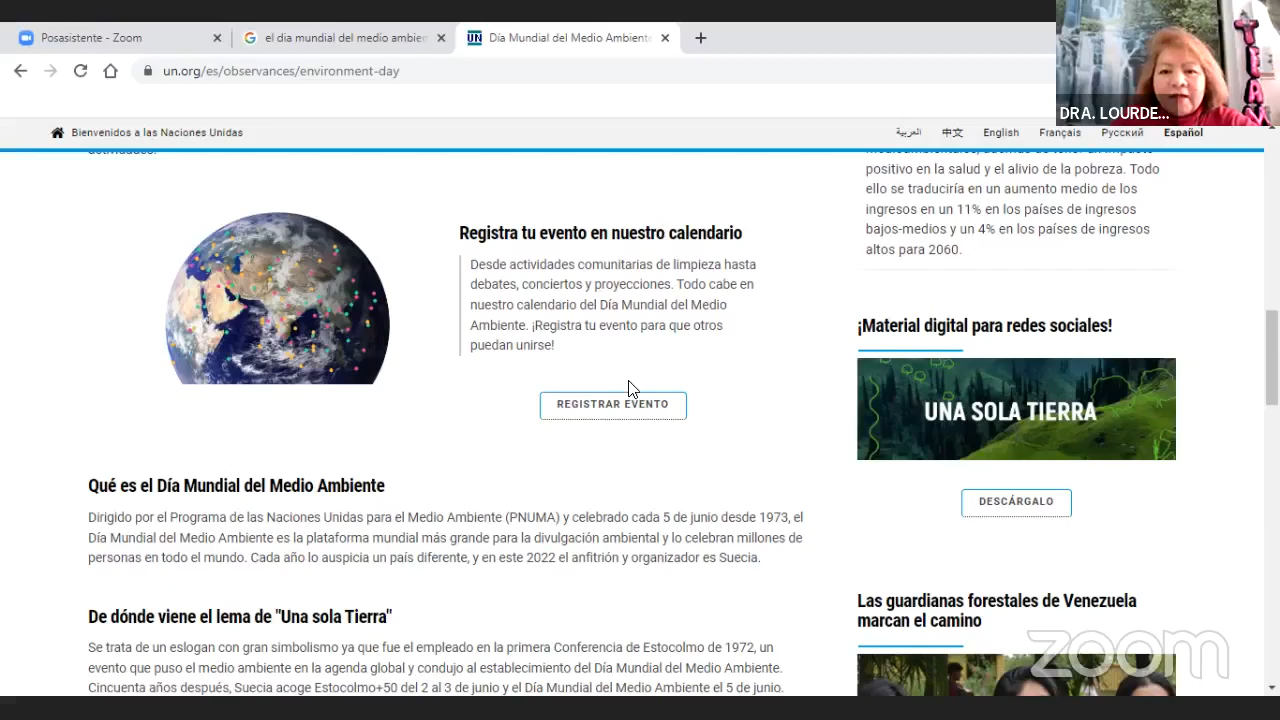 Posasistente - Zoom
el dia mundial del medio ambien
UN
Día Mundial del Medio Ambiente
un.org/es/observances/environment-day
DRA. LOURDE...
Bienvenidos a las Naciones Unidas
العربية
中文
English
Français
Русский
Español
actividades.
Registra tu evento en nuestro calendario
Desde actividades comunitarias de limpieza hasta
debates, conciertos y proyecciones. Todo cabe en
nuestro calendario del Día Mundial del Medio
Ambiente. ¡Registra tu evento para que otros
puedan unirse!
REGISTRAR EVENTO
Qué es el Día Mundial del Medio Ambiente
Dirigido por el Programa de las Naciones Unidas para el Medio Ambiente (PNUMA) y celebrado cada 5 de junio desde 1973, el
Día Mundial del Medio Ambiente es la plataforma mundial más grande para la divulgación ambiental y lo celebran millones de
personas en todo el mundo. Cada año lo auspicia un país diferente, y en este 2022 el anfitrión y organizador es Suecia.
De dónde viene el lema de "Una sola Tierra"
Se trata de un eslogan con gran simbolismo ya que fue el empleado en la primera Conferencia de Estocolmo de 1972, un
evento que puso el medio ambiente en la agenda global y condujo al establecimiento del Día Mundial del Medio Ambiente.
Cincuenta años después, Suecia acoge Estocolmo+50 del 2 al 3 de junio y el Día Mundial del Medio Ambiente el 5 de junio.
medioambientales, además de tener un impacto
positivo en la salud y el alivio de la pobreza. Todo
ello se traduciría en un aumento medio de los
ingresos en un 11% en los países de ingresos
bajos-medios y un 4% en los países de ingresos
altos para 2060.
¡Material digital para redes sociales!
UNA SOLA TIERRA
DESCÁRGALO
Las guardianas forestales de Venezuela
marcan el camino
zoom